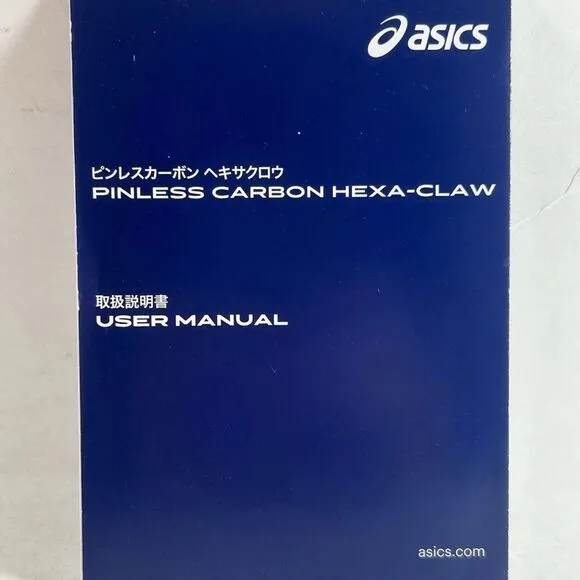 asics
ピンレスカーボン ヘキサクロウ
PINLESS CARBON HEXA-CLAW
取扱説明書
USER MANUAL
asics.com